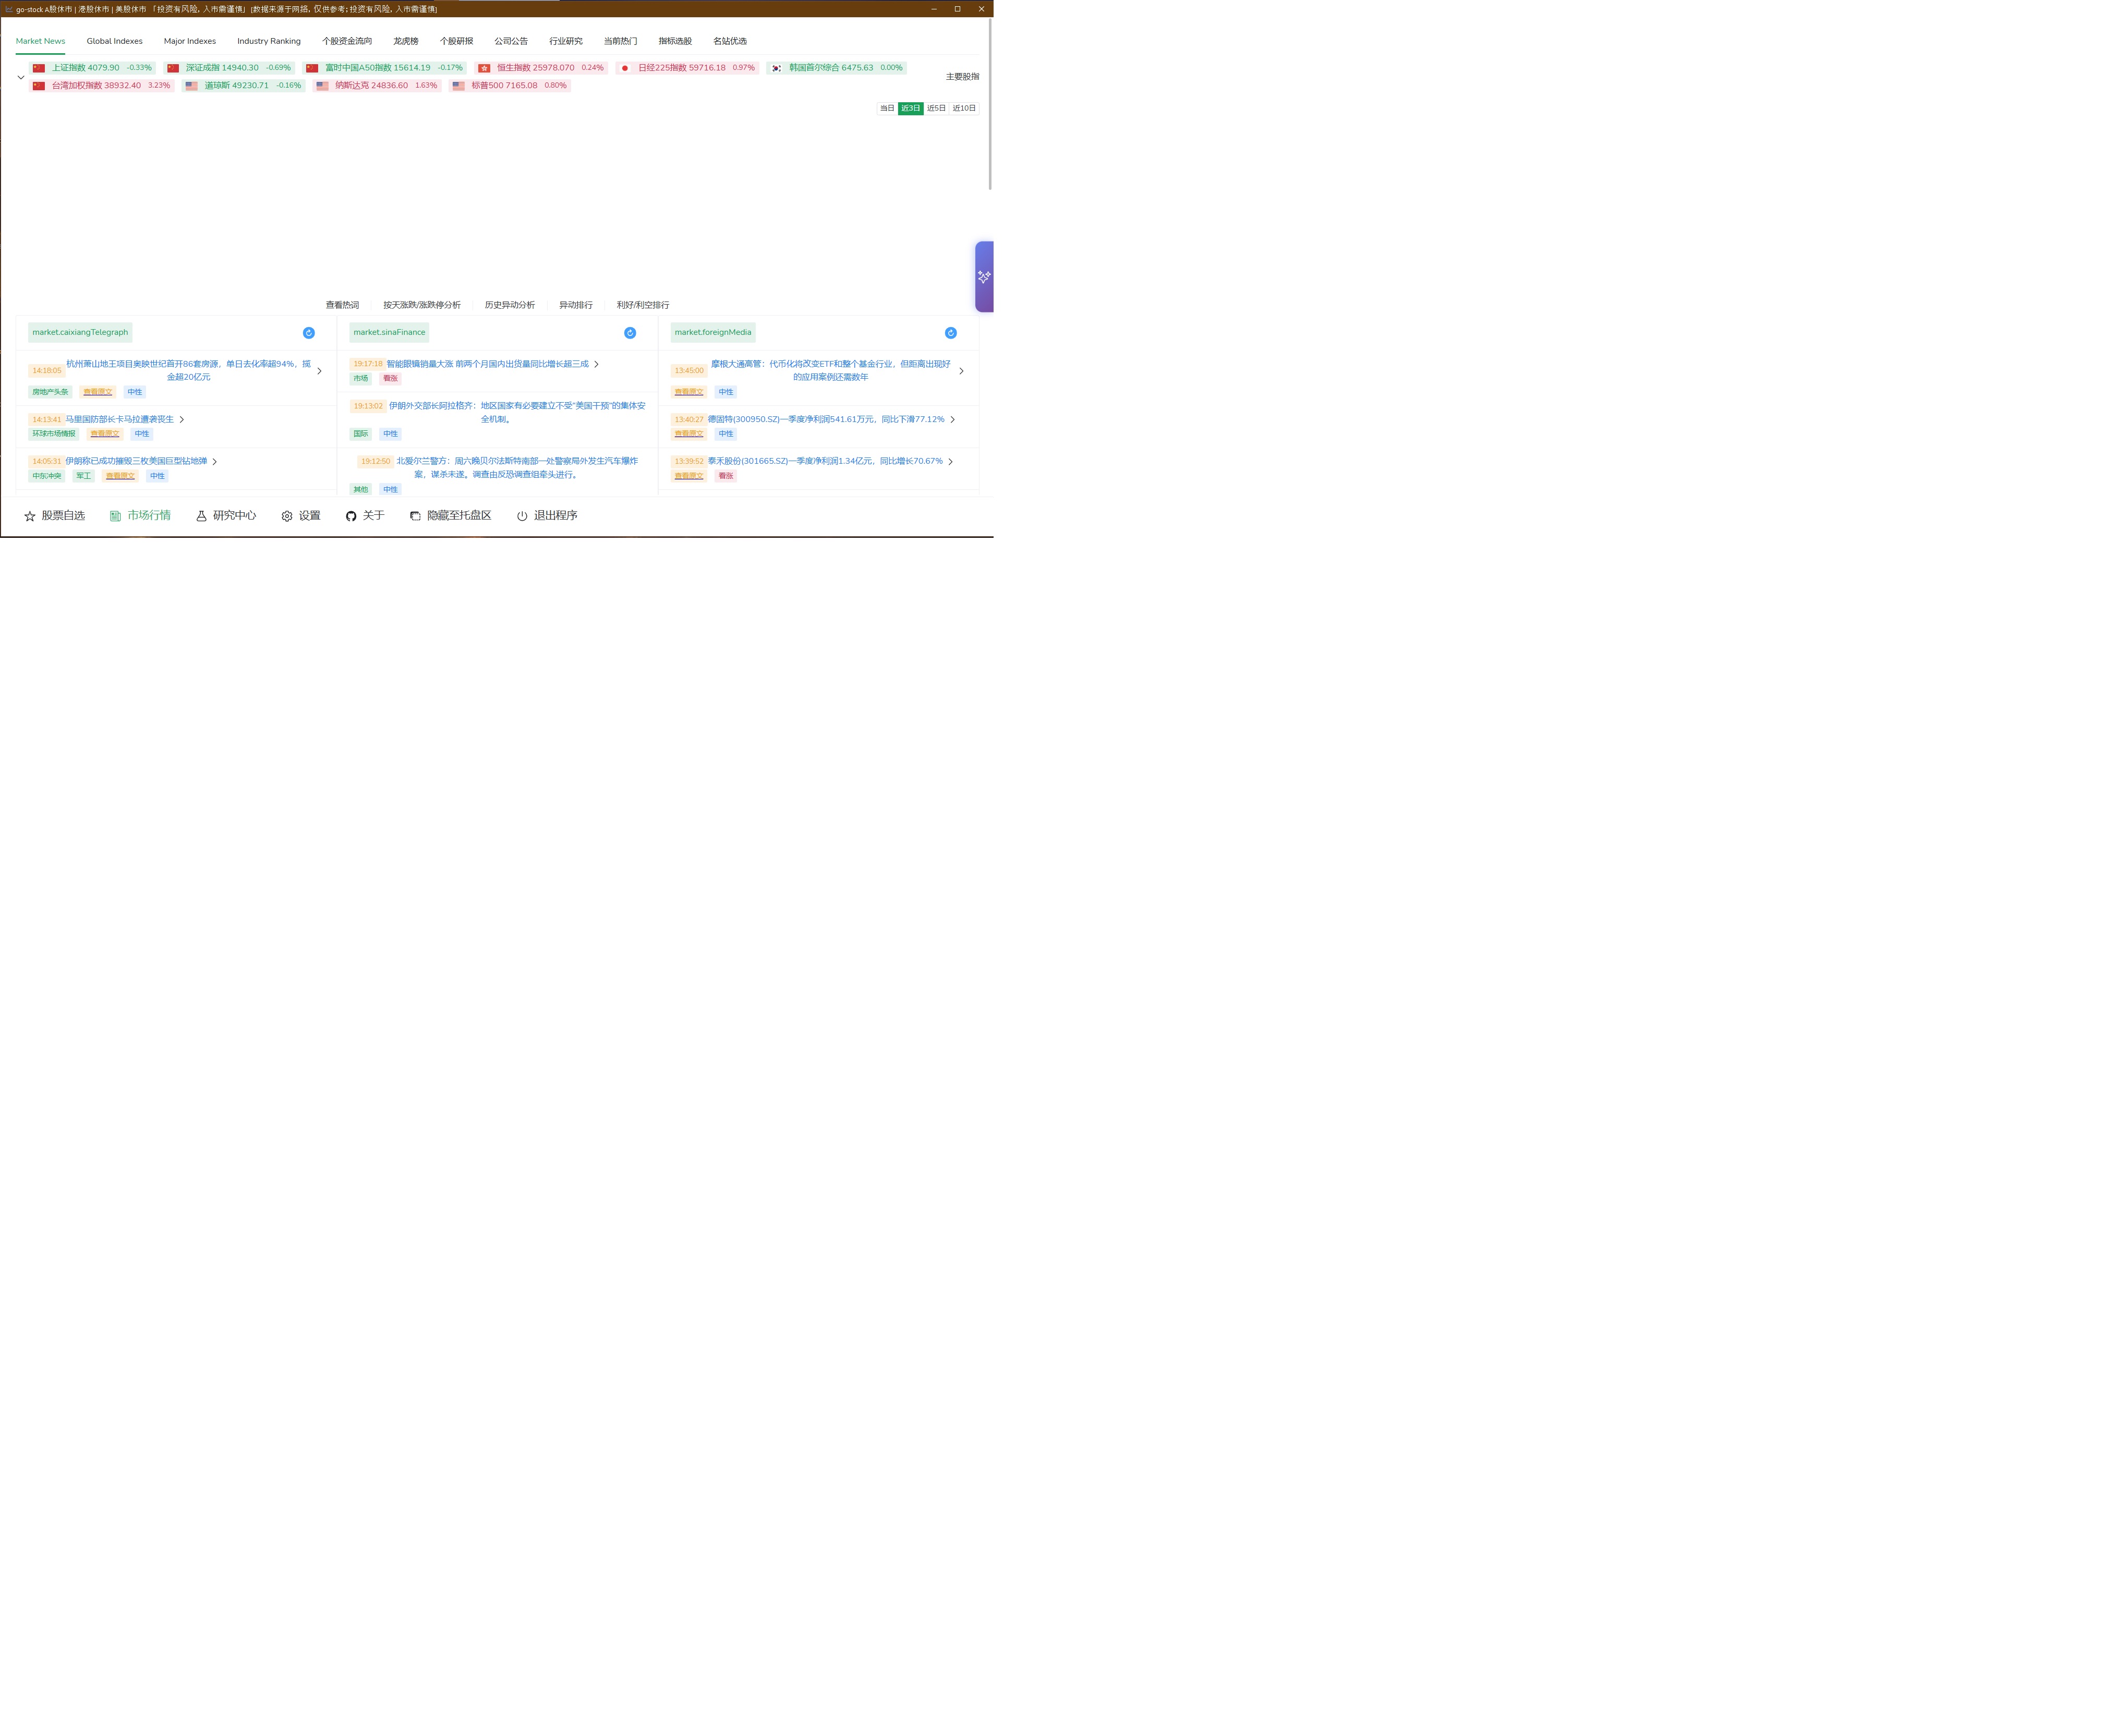 go-stock A股休市 | 港股休市 | 美股休市 「投资有风险, 入市需谨慎」 [数据来源于网络, 仅供参考; 投资有风险, 入市需谨慎]
Market News Global Indexes Major Indexes Industry Ranking 个股资金流向 龙虎榜 个股研报 公司公告 行业研究 当前热门 指标选股 名站优选
上证指数 4079.90 -0.33% 深证成指 14940.30 -0.69% 富时中国A50指数 15614.19 -0.17% 恒生指数 25978.070 0.24% 日经225指数 59716.18 0.97% 韩国首尔综合 6475.63 0.00%
主要股指
台湾加权指数 38932.40 3.23% 道琼斯 49230.71 -0.16% 纳斯达克 24836.60 1.63% 标普500 7165.08 0.80%
当日 近3日 近5日 近10日
查看热词 按天涨跌/涨跌停分析 历史异动分析 异动排行 利好/利空排行
market.caixiangTelegraph
14:18:05 杭州萧山地王项目奥映世纪首开86套房源，单日去化率超94%，揽
金超20亿元
房地产头条 查看原文 中性
14:13:41 马里国防部长卡马拉遭袭丧生
环球市场情报 查看原文 中性
14:05:31 伊朗称已成功摧毁三枚美国巨型钻地弹
中东冲突 军工 查看原文 中性
market.sinaFinance
19:17:18 智能眼镜销量大涨 前两个月国内出货量同比增长超三成
市场 看张
19:13:02 伊朗外交部长阿拉格齐：地区国家有必要建立不受“美国干预”的集体安
全机制。
国际 中性
19:12:50 北爱尔兰警方：周六晚贝尔法斯特南部一处警察局外发生汽车爆炸
案，谋杀未遂。调查由反恐调查组牵头进行。
其他 中性
market.foreignMedia
13:45:00 摩根大通高管：代币化将改变ETF和整个基金行业，但距离出现好
的应用案例还需数年
查看原文 中性
13:40:27 德固特(300950.SZ)一季度净利润541.61万元，同比下滑77.12%
查看原文 中性
13:39:52 泰禾股份(301665.SZ)一季度净利润1.34亿元，同比增长70.67%
查看原文 看张
股票自选 市场行情 研究中心 设置 关于 隐藏至托盘区 退出程序